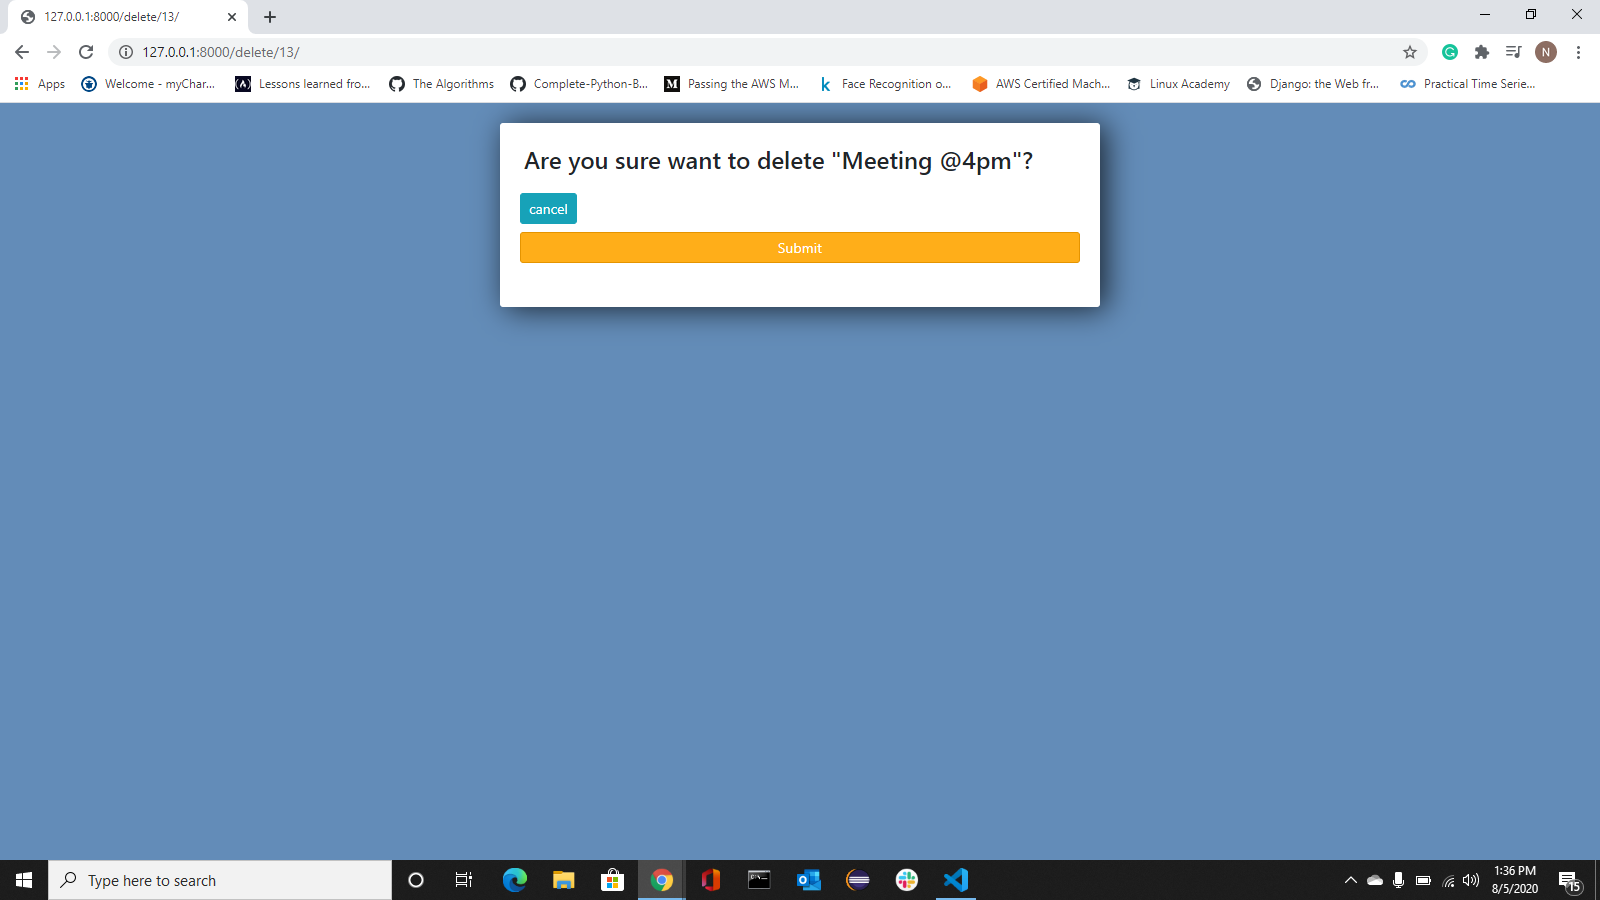 127.0.0.1:8000/delete/13/
127.0.0.1:8000/delete/13/
N
Apps
Welcome - myChar...
Lessons learned fro...
The Algorithms
Complete-Python-B...
M
Passing the AWS M...
k
Face Recognition o...
AWS Certified Mach...
Linux Academy
Django: the Web fr...
Practical Time Serie...
Are you sure want to delete "Meeting @4pm"?
cancel
Submit
Type here to search
1:36 PM
8/5/2020
15